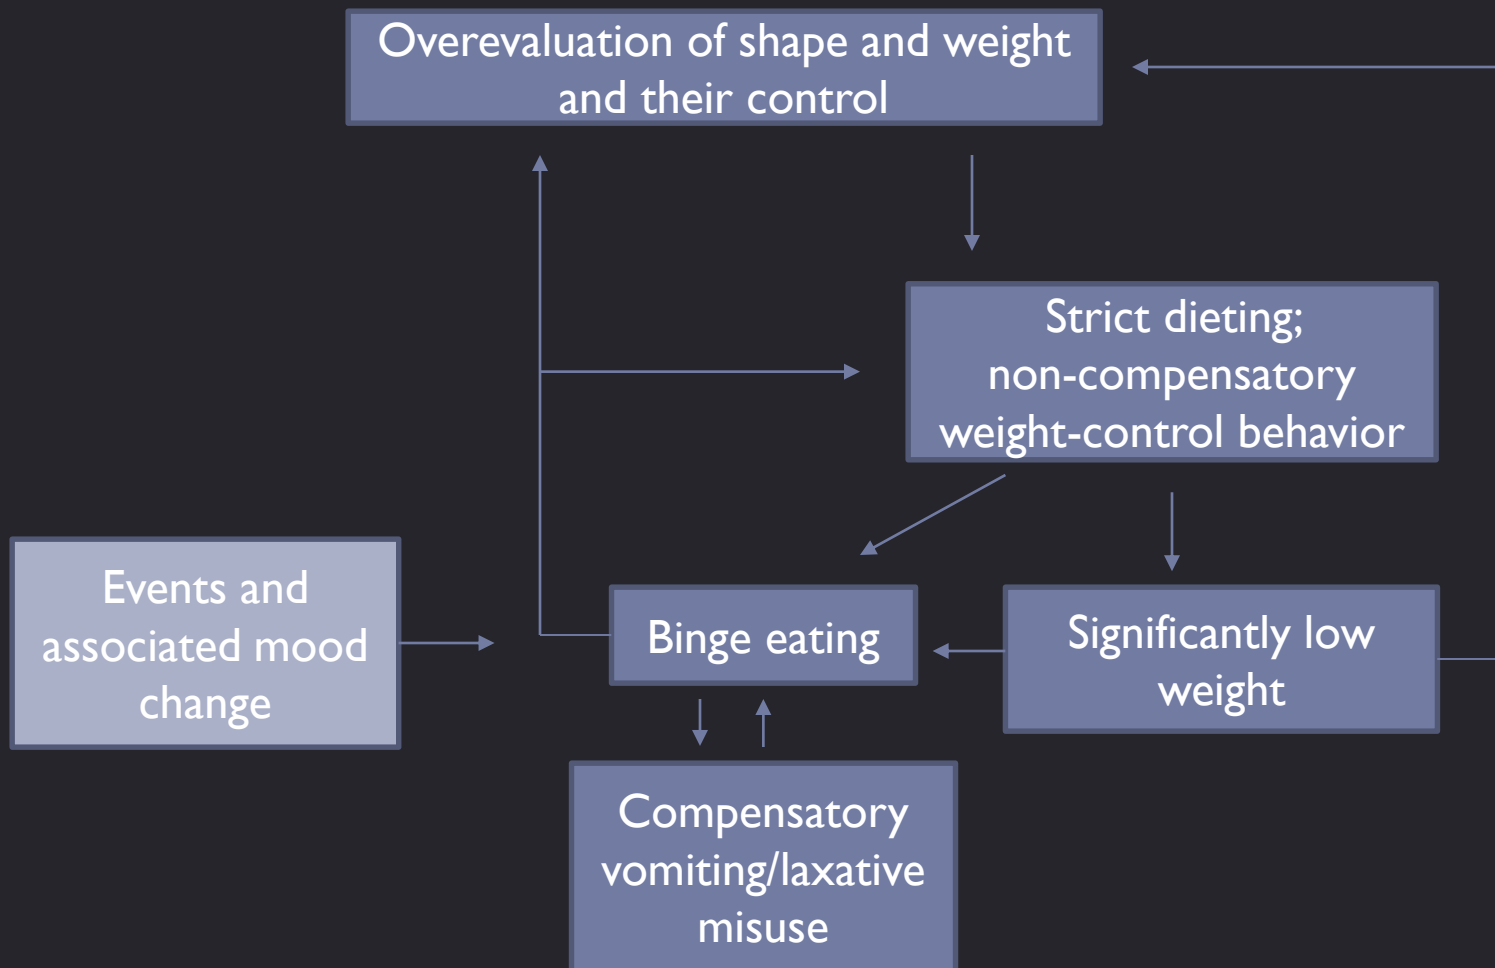 Overevaluation of shape and weight
and their control
Strict dieting;
non-compensatory
weight-control behavior
Events and
associated mood
change
Binge eating
Significantly low
weight
Compensatory
vomiting/laxative
misuse